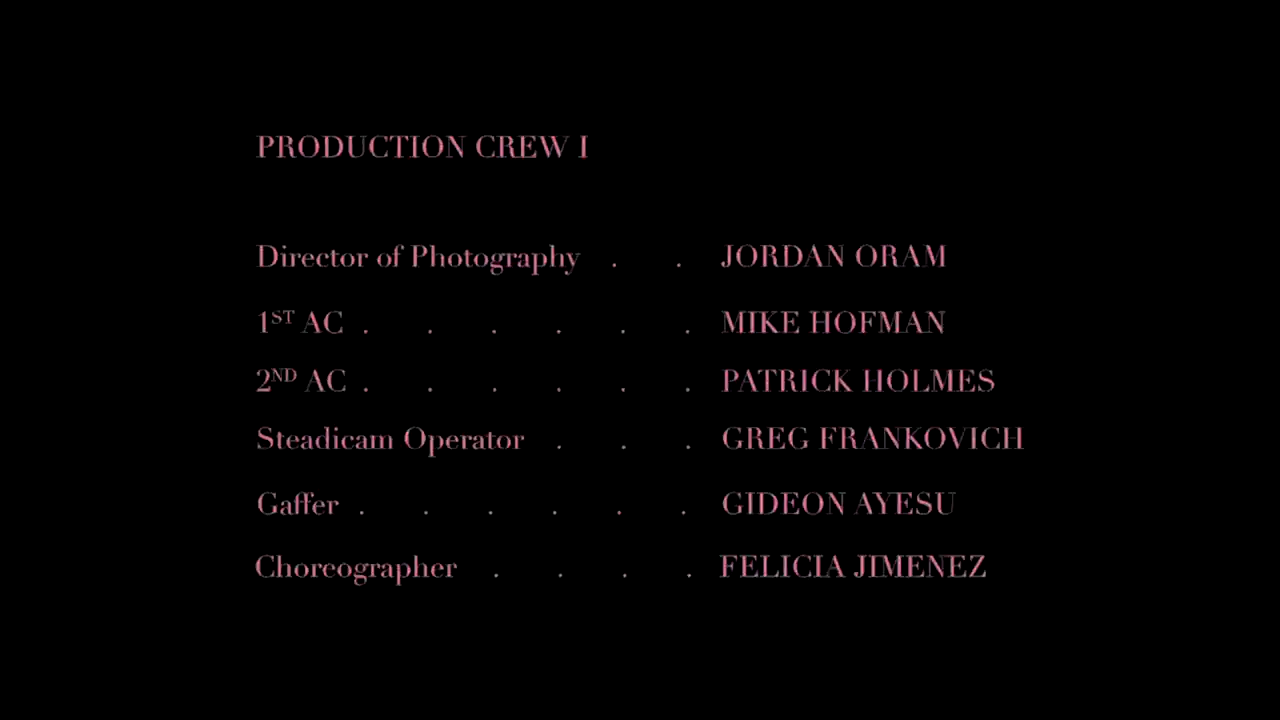 PRODUCTION CREW I
Director of Photography . . JORDAN ORAM
1ST AC . . . . . . MIKE HOFMAN
2ND AC . . . . . . PATRICK HOLMES
Steadicam Operator . . . GREG FRANKOVICH
Gaffer . . . . . . GIDEON AYESU
Choreographer . . . . FELICIA JIMENEZ